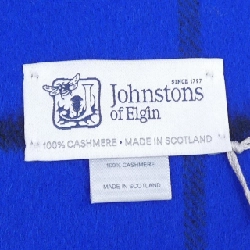 SINCE 1797
Johnstons
of Elgin
100% CASHMERE • MADE IN SCOTLAND
100% CASHMERE
MADE IN SCOTLAND